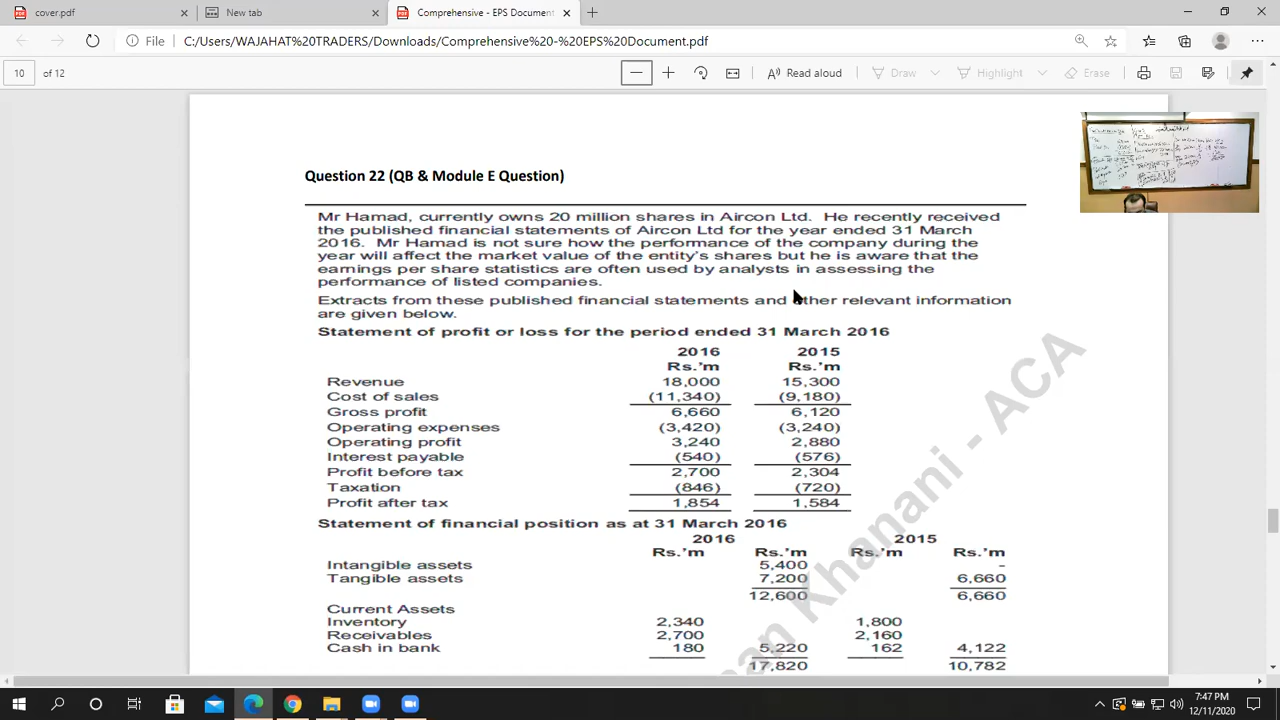 cover.pdf
New tab
Comprehensive - EPS Document
File
C:/Users/WAJAHAT%20TRADERS/Downloads/Comprehensive%20-%20EPS%20Document.pdf
10 of 12
Read aloud
Draw
Highlight
Erase
Question 22 (QB & Module E Question)
Mr Hamad, currently owns 20 million shares in Aircon Ltd. He recently received
the published financial statements of Aircon Ltd for the year ended 31 March
2016. Mr Hamad is not sure how the performance of the company during the
year will affect the market value of the entity's shares but he is aware that the
earnings per share statistics are often used by analysts in assessing the
performance of listed companies.
Extracts from these published financial statements and other relevant information
are given below.
Statement of profit or loss for the period ended 31 March 2016
2016 2015
Rs.'m Rs.'m
Revenue 18,000 15,300
Cost of sales (11,340) (9,180)
Gross profit 6,660 6,120
Operating expenses (3,420) (3,240)
Operating profit 3,240 2,880
Interest payable (540) (576)
Profit before tax 2,700 2,304
Taxation (846) (720)
Profit after tax 1,854 1,584
Statement of financial position as at 31 March 2016
2016 2015
Rs.'m Rs.'m Rs.'m Rs.'m
Intangible assets 5,400 -
Tangible assets 7,200 6,660
12,600 6,660
Current Assets
Inventory 2,340 1,800
Receivables 2,700 2,160
Cash in bank 180 5,220 162 4,122
17,820 10,782
Khanani - ACA
7:47 PM
12/11/2020